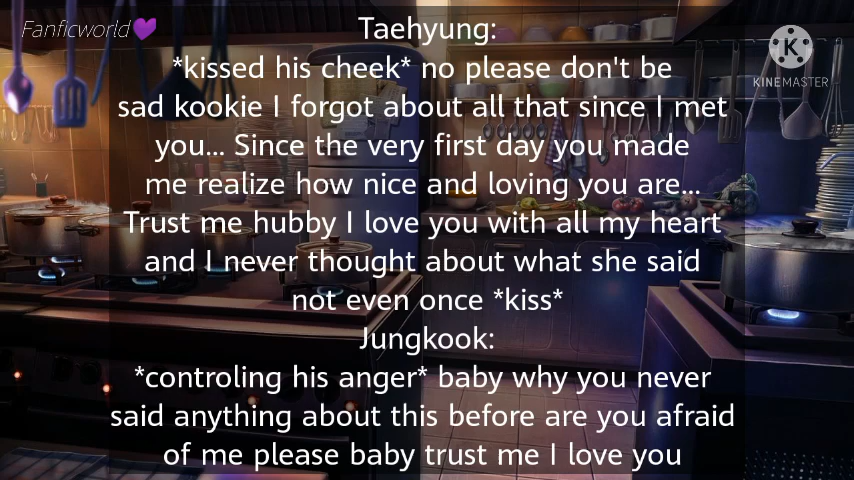 Fanficworld💜
KINEMASTER
Taehyung:
*kissed his cheek* no please don't be
sad kookie I forgot about all that since I met
you... Since the very first day you made
me realize how nice and loving you are...
Trust me hubby I love you with all my heart
and I never thought about what she said
not even once *kiss*
Jungkook:
*controling his anger* baby why you never
said anything about this before are you afraid
of me please baby trust me I love you